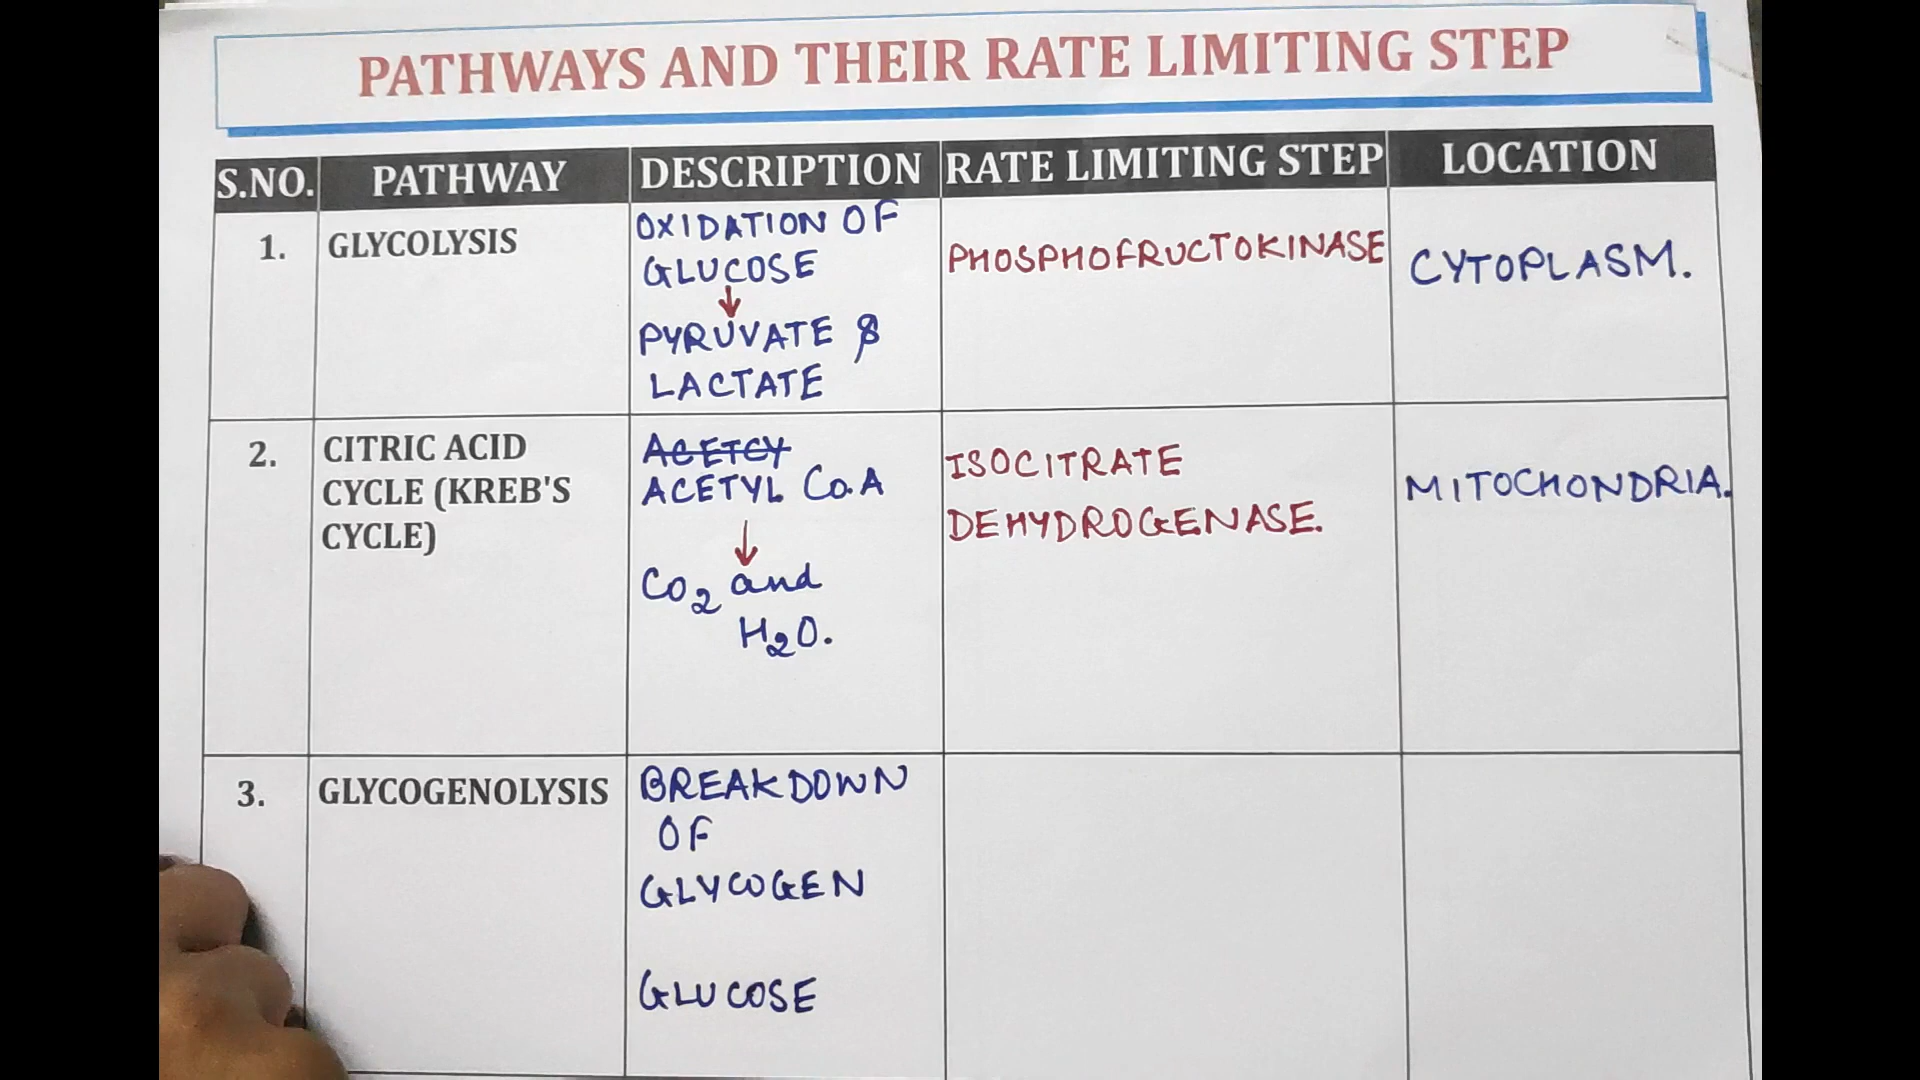 PATHWAYS AND THEIR RATE LIMITING STEP
S.NO. PATHWAY DESCRIPTION RATE LIMITING STEP LOCATION
1. GLYCOLYSIS
OXIDATION OF
GLUCOSE
↓
PYRUVATE &
LACTATE
PHOSPHOFRUCTOKINASE
CYTOPLASM.
2. CITRIC ACID
CYCLE (KREB'S
CYCLE)
ACETCY
ACETYL Co.A
↓
CO2 and
H2O.
ISOCITRATE
DEHYDROGENASE.
MITOCHONDRIA.
3. GLYCOGENOLYSIS
BREAKDOWN
OF
GLYCOGEN
GLUCOSE